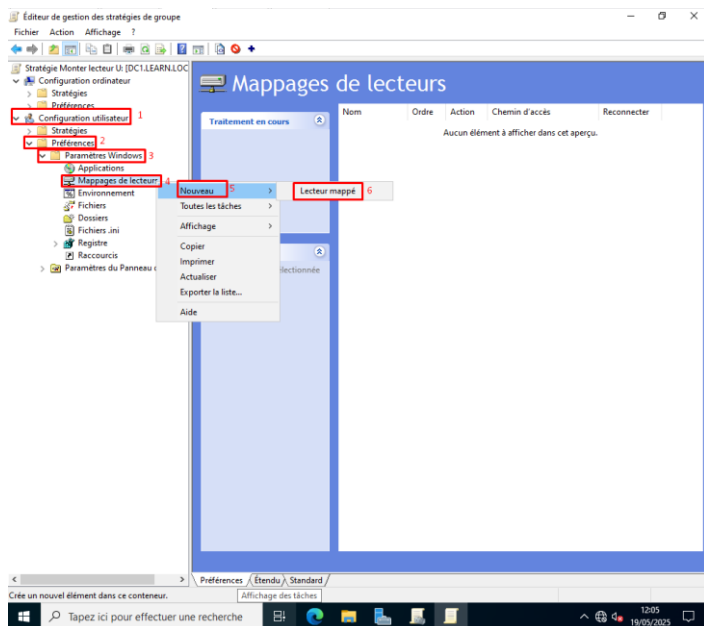 Éditeur de gestion des stratégies de groupe
Fichier Action Affichage ?
Stratégie Monter lecteur U: [DC1.LEARN.LOC
Configuration ordinateur
Stratégies
Préférences
Configuration utilisateur 1
Stratégies
Préférences 2
Paramètres Windows 3
Applications
Mappages de lecteur 4
Environnement
Fichiers
Dossiers
Fichiers .ini
Registre
Raccourcis
Paramètres du Panneau
Mappages de lecteurs
Traitement en cours
Nom Ordre Action Chemin d'accès Reconnecter
Aucun élément à afficher dans cet aperçu.
Nouveau 5
Lecteur mappé 6
Toutes les tâches
Affichage
Copier
Imprimer
Actualiser
Exporter la liste...
Aide
électionnée
Préférences Étendu Standard
Crée un nouvel élément dans ce conteneur.
Affichage des tâches
Tapez ici pour effectuer une recherche
12:05
19/05/2025